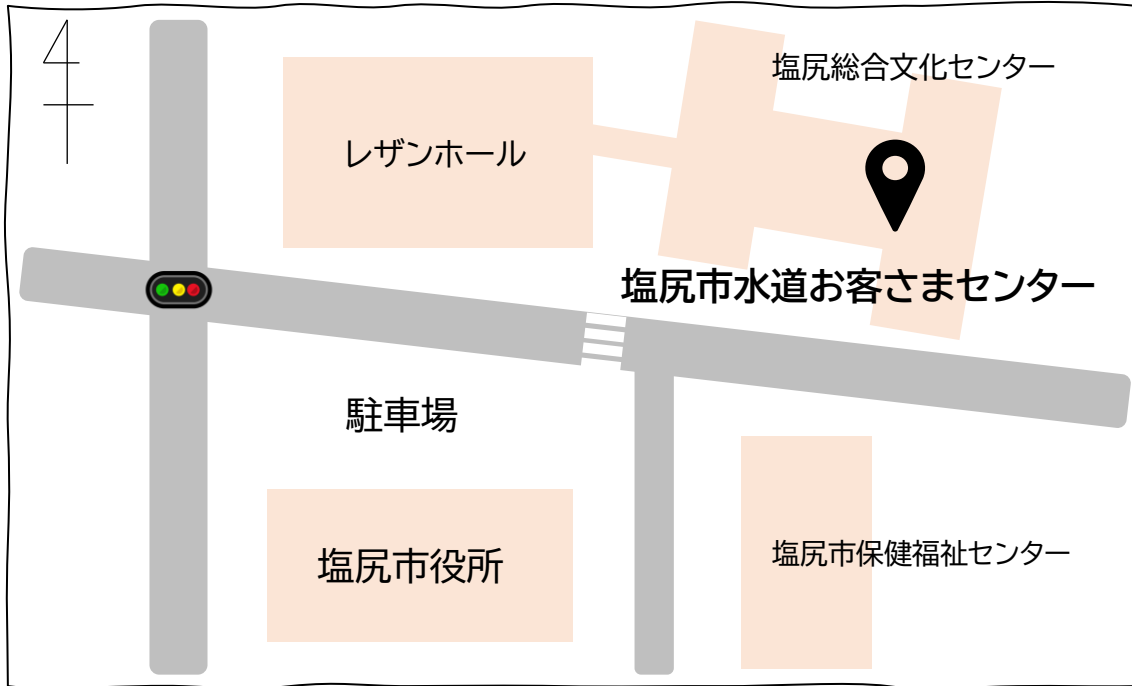 塩尻総合文化センター
レザンホール
塩尻市水道お客さまセンター
駐車場
塩尻市役所
塩尻市保健福祉センター